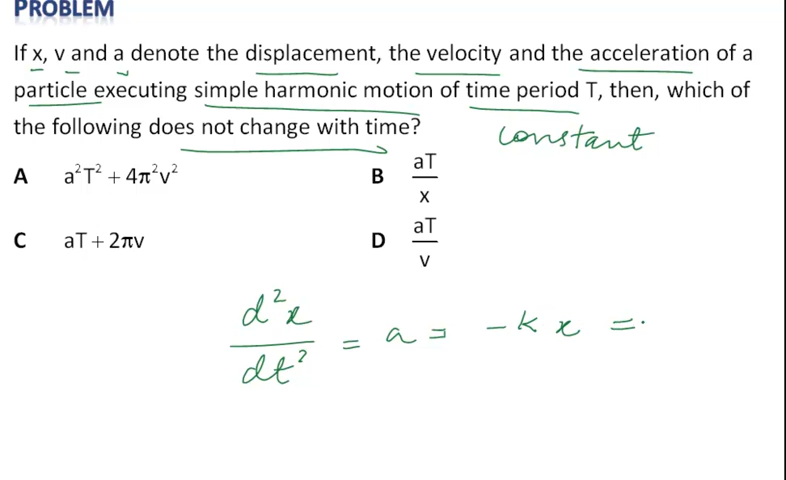 PROBLEM
If x, v and a denote the displacement, the velocity and the acceleration of a
particle executing simple harmonic motion of time period T, then, which of
the following does not change with time?
constant
A a²T² + 4π²v² B aT/x
C aT + 2πv D aT/v
d²x/dt² = a = -kx =